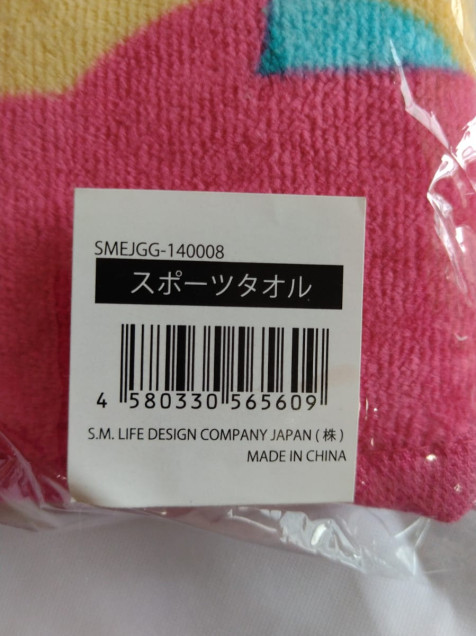 SMEJGG-140008
スポーツタオル
4 580330 565609
S.M. LIFE DESIGN COMPANY JAPAN (株)
MADE IN CHINA